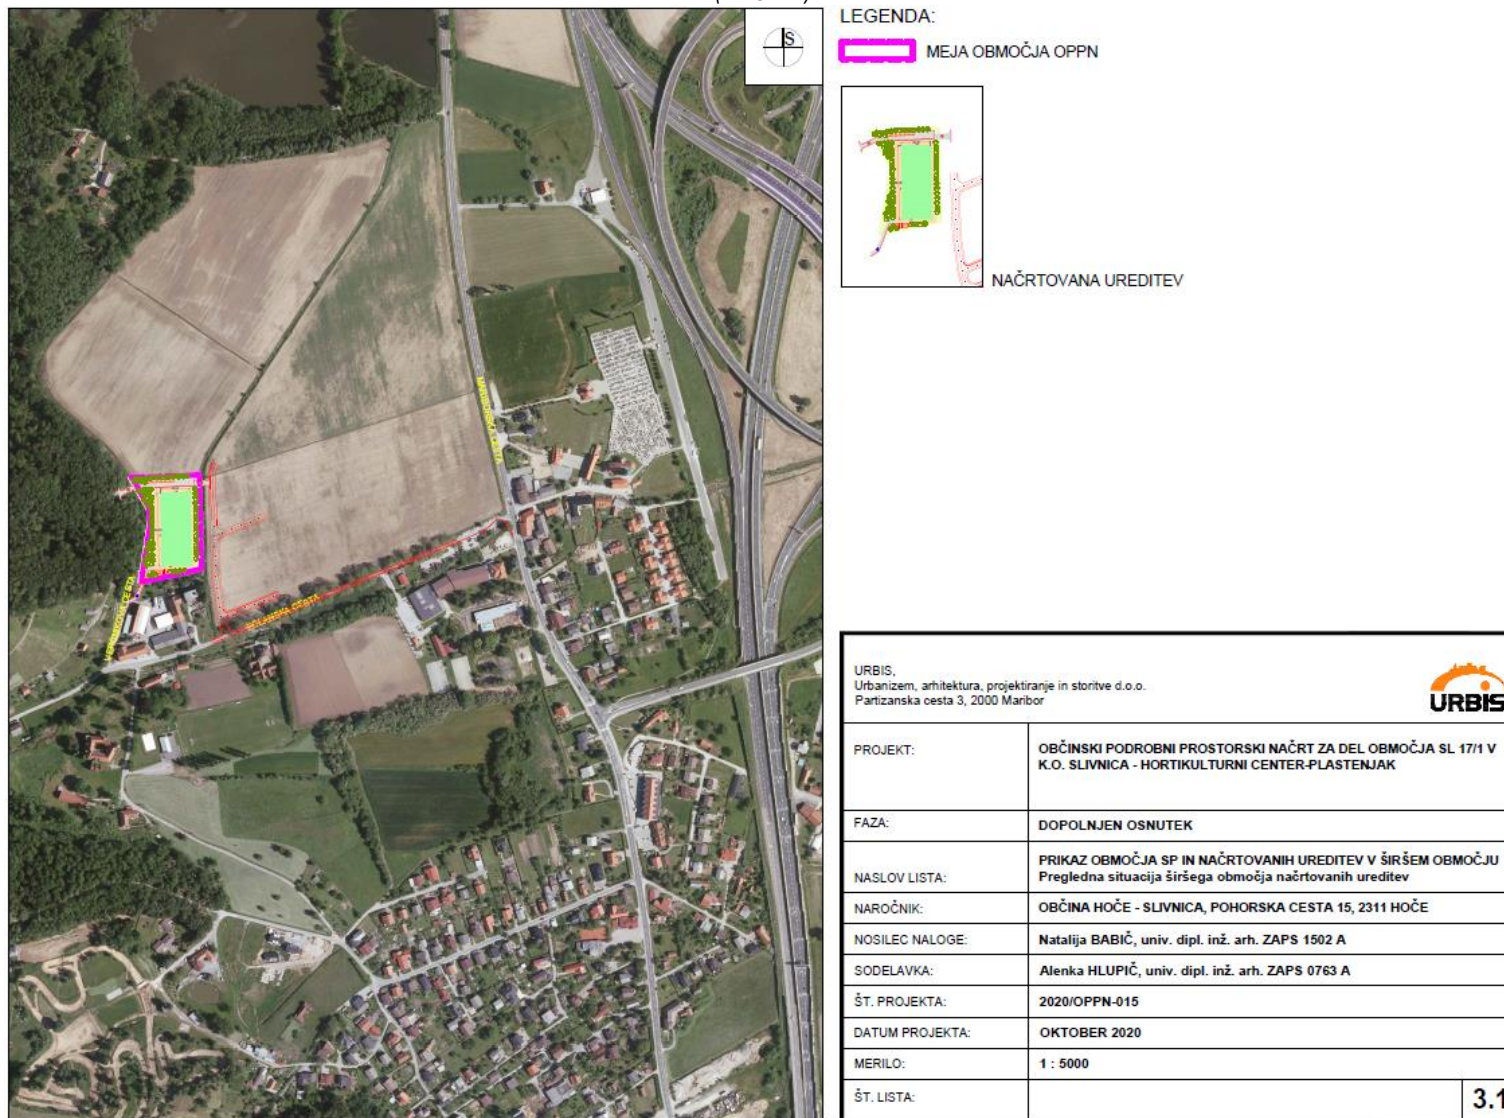 S
LEGENDA:
MEJA OBMOČJA OPPN
NAČRTOVANA UREDITEV
MARIBORSKA CESTA
POLANSKA CESTA
CESTA
URBIS,
Urbanizem, arhitektura, projektiranje in storitve d.o.o.
Partizanska cesta 3, 2000 Maribor
URBIS
PROJEKT:
OBČINSKI PODROBNI PROSTORSKI NAČRT ZA DEL OBMOČJA SL 17/1 V
K.O. SLIVNICA - HORTIKULTURNI CENTER-PLASTENJAK
FAZA:
DOPOLNJEN OSNUTEK
NASLOV LISTA:
PRIKAZ OBMOČJA SP IN NAČRTOVANIH UREDITEV V ŠIRŠEM OBMOČJU
Pregledna situacija širšega območja načrtovanih ureditev
NAROČNIK:
OBČINA HOČE - SLIVNICA, POHORSKA CESTA 15, 2311 HOČE
NOSILEC NALOGE:
Natalija BABIČ, univ. dipl. inž. arh. ZAPS 1502 A
SODELAVKA:
Alenka HLUPIČ, univ. dipl. inž. arh. ZAPS 0763 A
ŠT. PROJEKTA:
2020/OPPN-015
DATUM PROJEKTA:
OKTOBER 2020
MERILO:
1 : 5000
ŠT. LISTA:
3.1